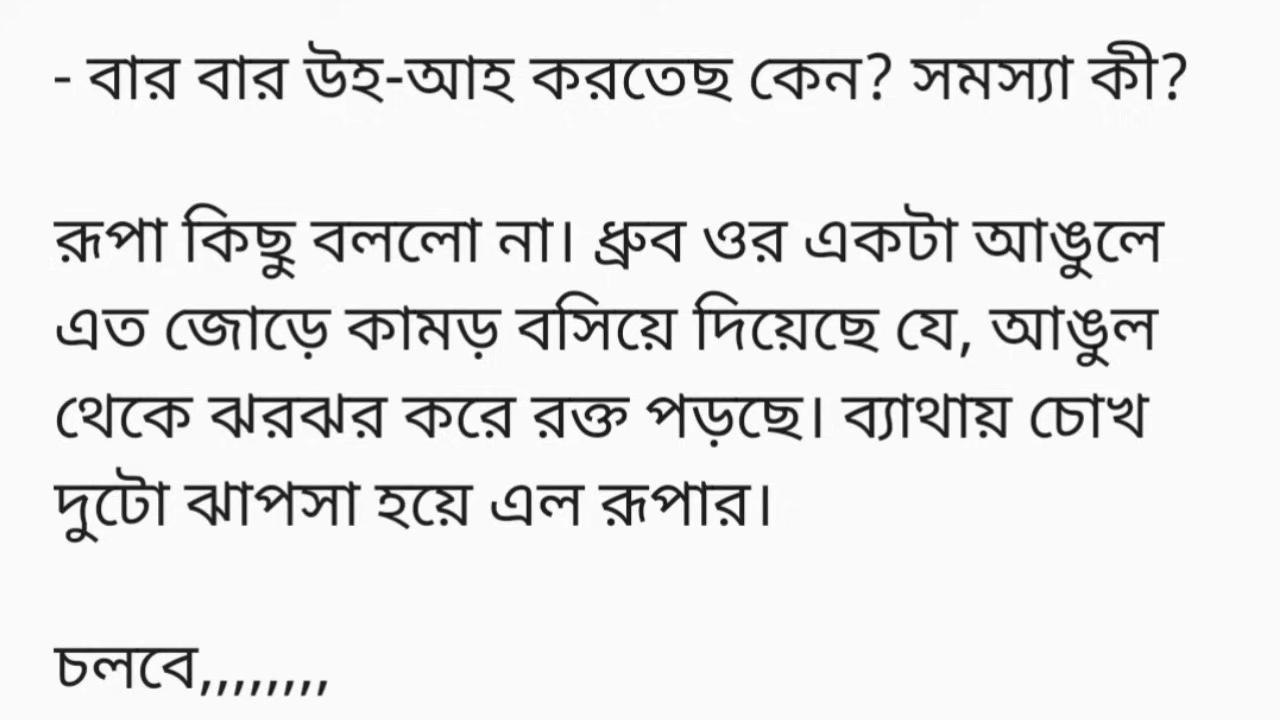 - বার বার উহ-আহ করতেছ কেন? সমস্যা কী?
রূপা কিছু বললো না। ধ্রুব ওর একটা আঙুলে
এত জোড়ে কামড় বসিয়ে দিয়েছে যে, আঙুল
থেকে ঝরঝর করে রক্ত পড়ছে। ব্যাথায় চোখ
দুটো ঝাপসা হয়ে এল রূপার।
চলবে,,,,,,,,